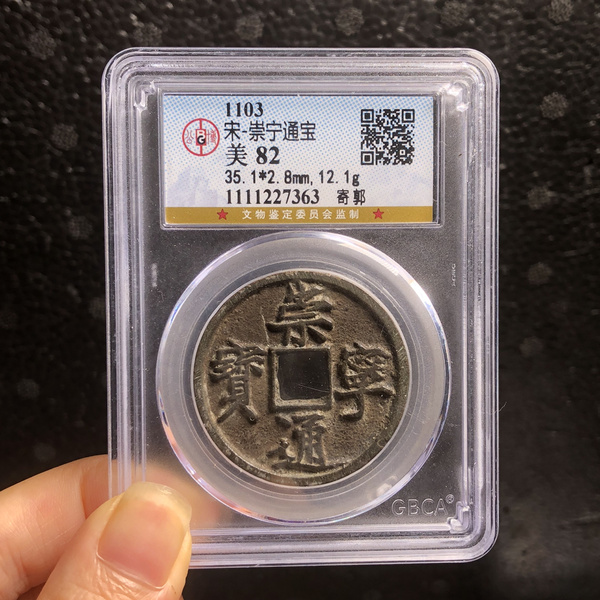 1103
宋-崇宁通宝
美 82
35.1*2.8mm, 12.1g
1111227363 寄郭
★ 文物鉴定委员会监制 ★
崇
寧
通
寳
GBCA®